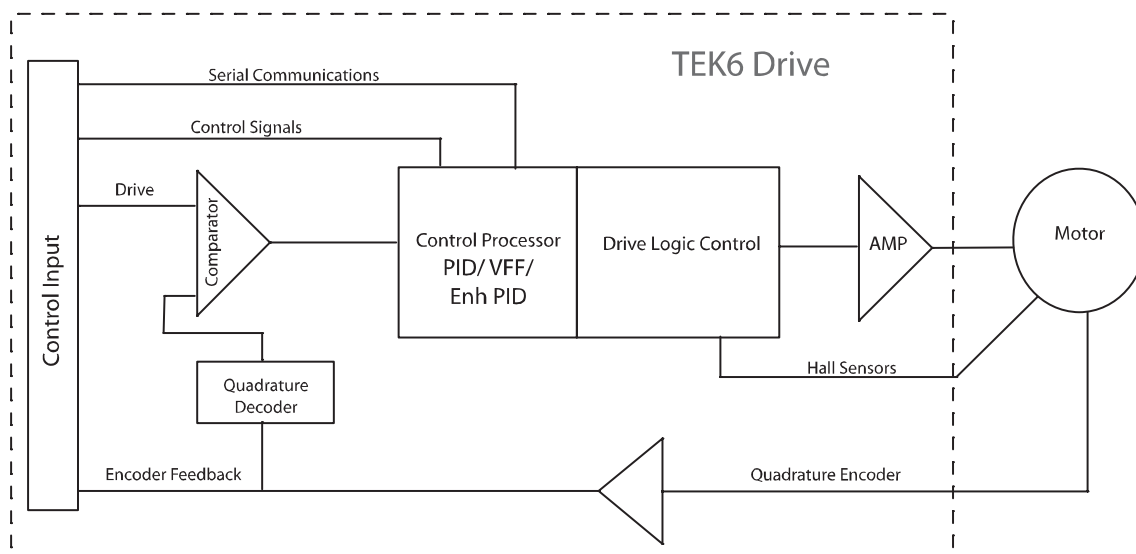 TEK6 Drive
Serial Communications
Control Signals
Drive
Comparator
Control Input
Control Processor
PID/ VFF/
Enh PID
Drive Logic Control
AMP
Motor
Hall Sensors
Quadrature
Decoder
Encoder Feedback
Quadrature Encoder